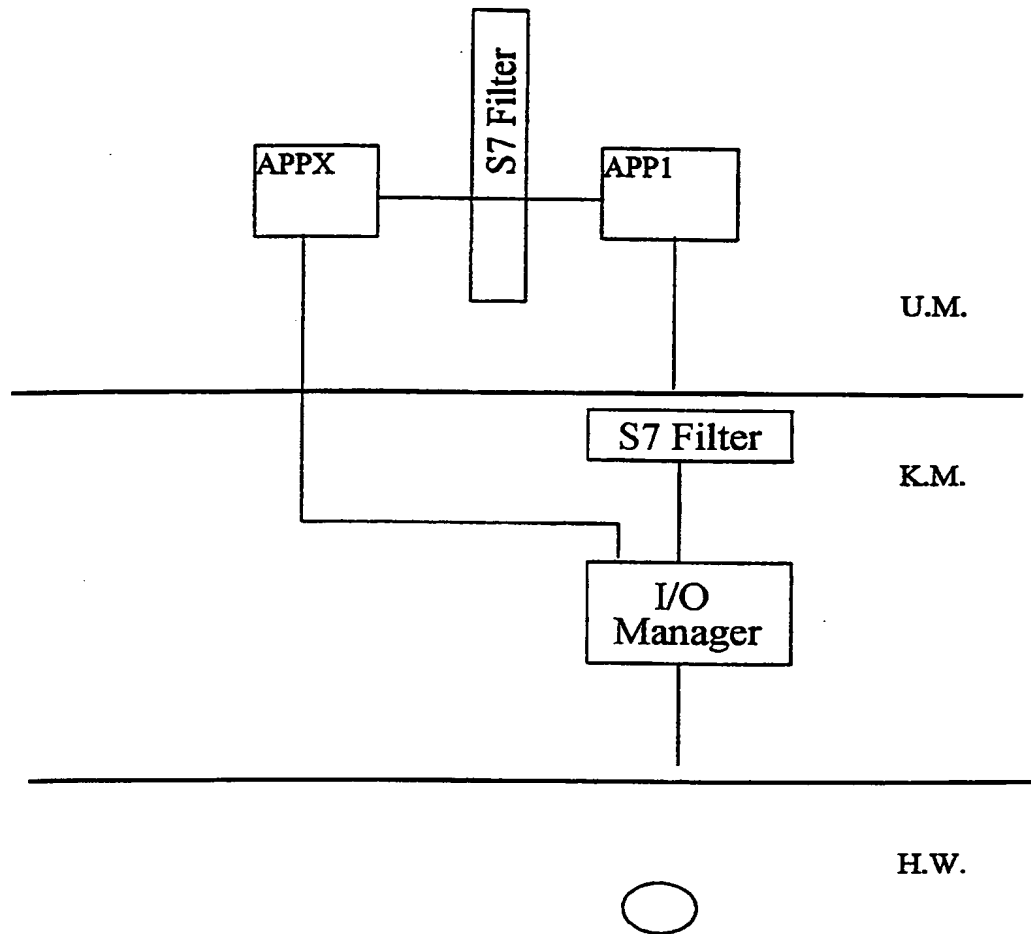 S7 Filter
APPX
APP1
U.M.
S7 Filter
K.M.
I/O
Manager
H.W.